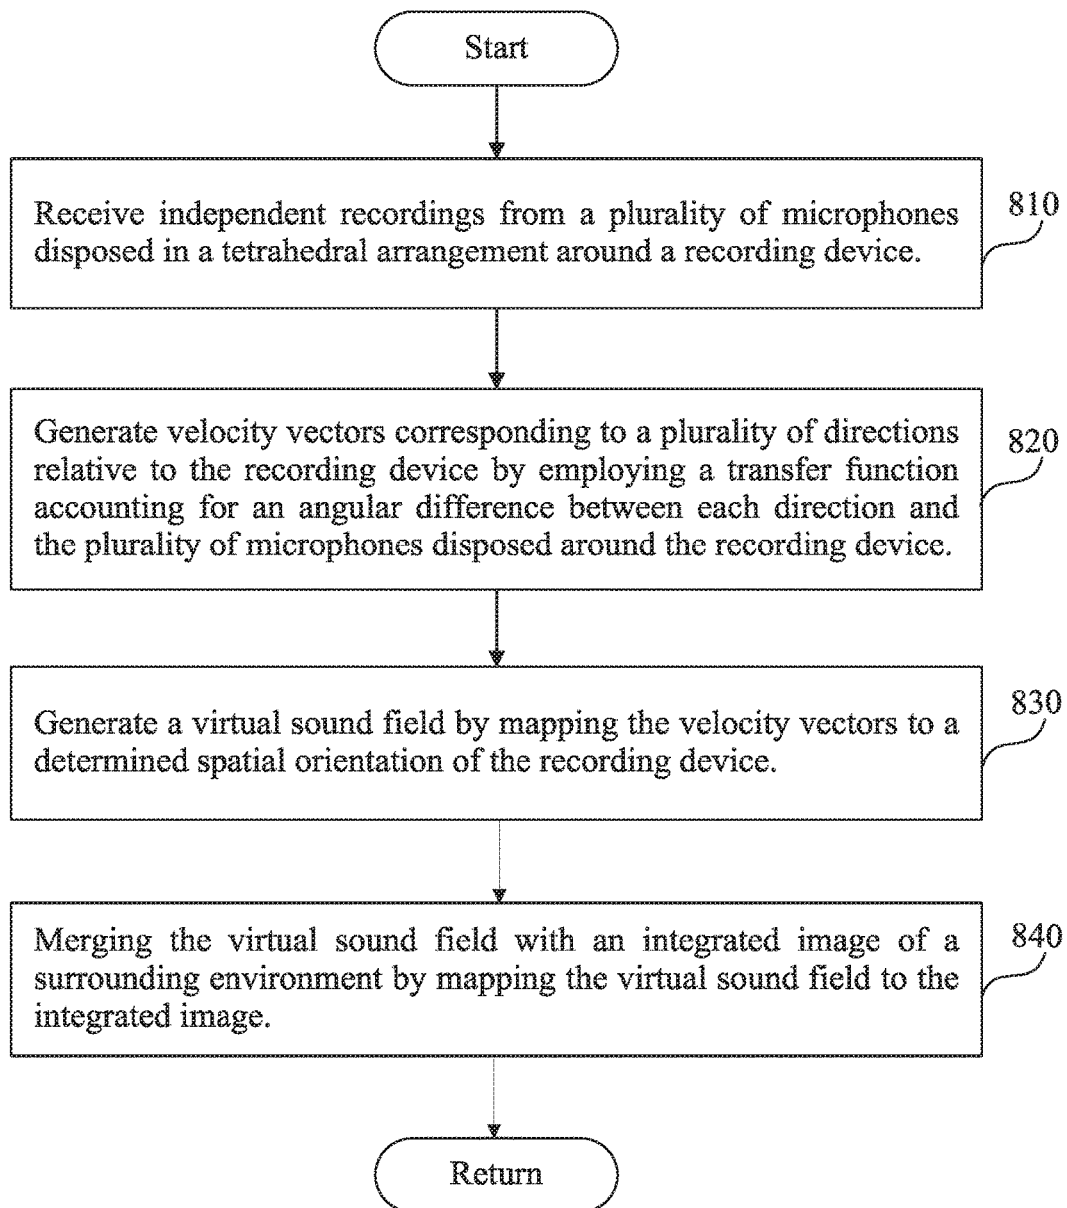 Start
Receive independent recordings from a plurality of microphones
disposed in a tetrahedral arrangement around a recording device.
810
Generate velocity vectors corresponding to a plurality of directions
relative to the recording device by employing a transfer function
accounting for an angular difference between each direction and
the plurality of microphones disposed around the recording device.
820
Generate a virtual sound field by mapping the velocity vectors to a
determined spatial orientation of the recording device.
830
Merging the virtual sound field with an integrated image of a
surrounding environment by mapping the virtual sound field to the
integrated image.
840
Return